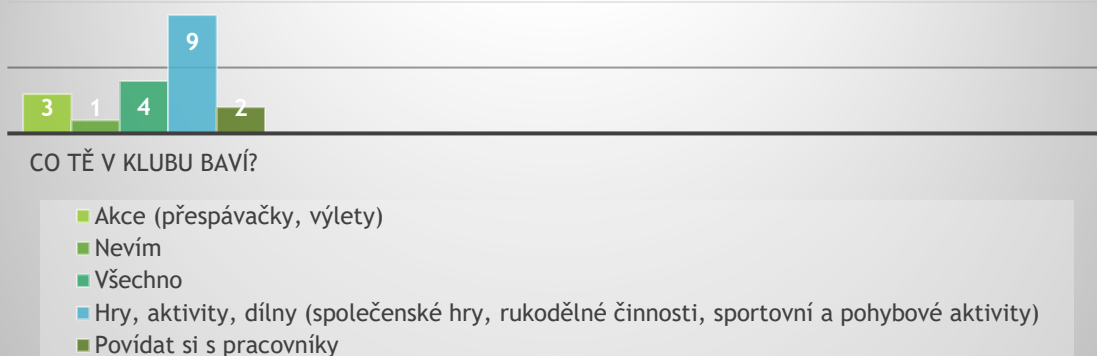 3 1 4 9 2
CO TĚ V KLUBU BAVÍ?
Akce (přespávačky, výlety)
Nevím
Všechno
Hry, aktivity, dílny (společenské hry, rukodělné činnosti, sportovní a pohybové aktivity)
Povídat si s pracovníky